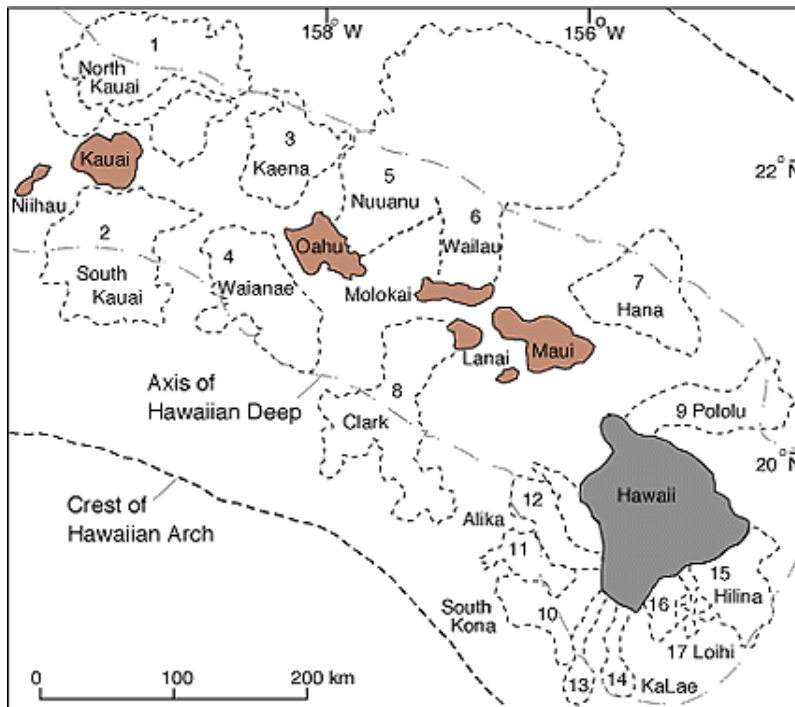 158° W
156° W
1
North
Kauai
3
Kaena
Kauai
22° N
5
Nuuanu
Niihau
6
Wailau
2
Oahu
4
South
Kauai
Waianae
7
Hana
Molokai
Lanai
Maui
Axis of
Hawaiian Deep
8
Clark
9 Pololu
20° N
Hawaii
12
Alika
Crest of
Hawaiian Arch
11
15
Hilina
16
South
Kona
10
17 Loihi
13
14
KaLae
0
100
200 km